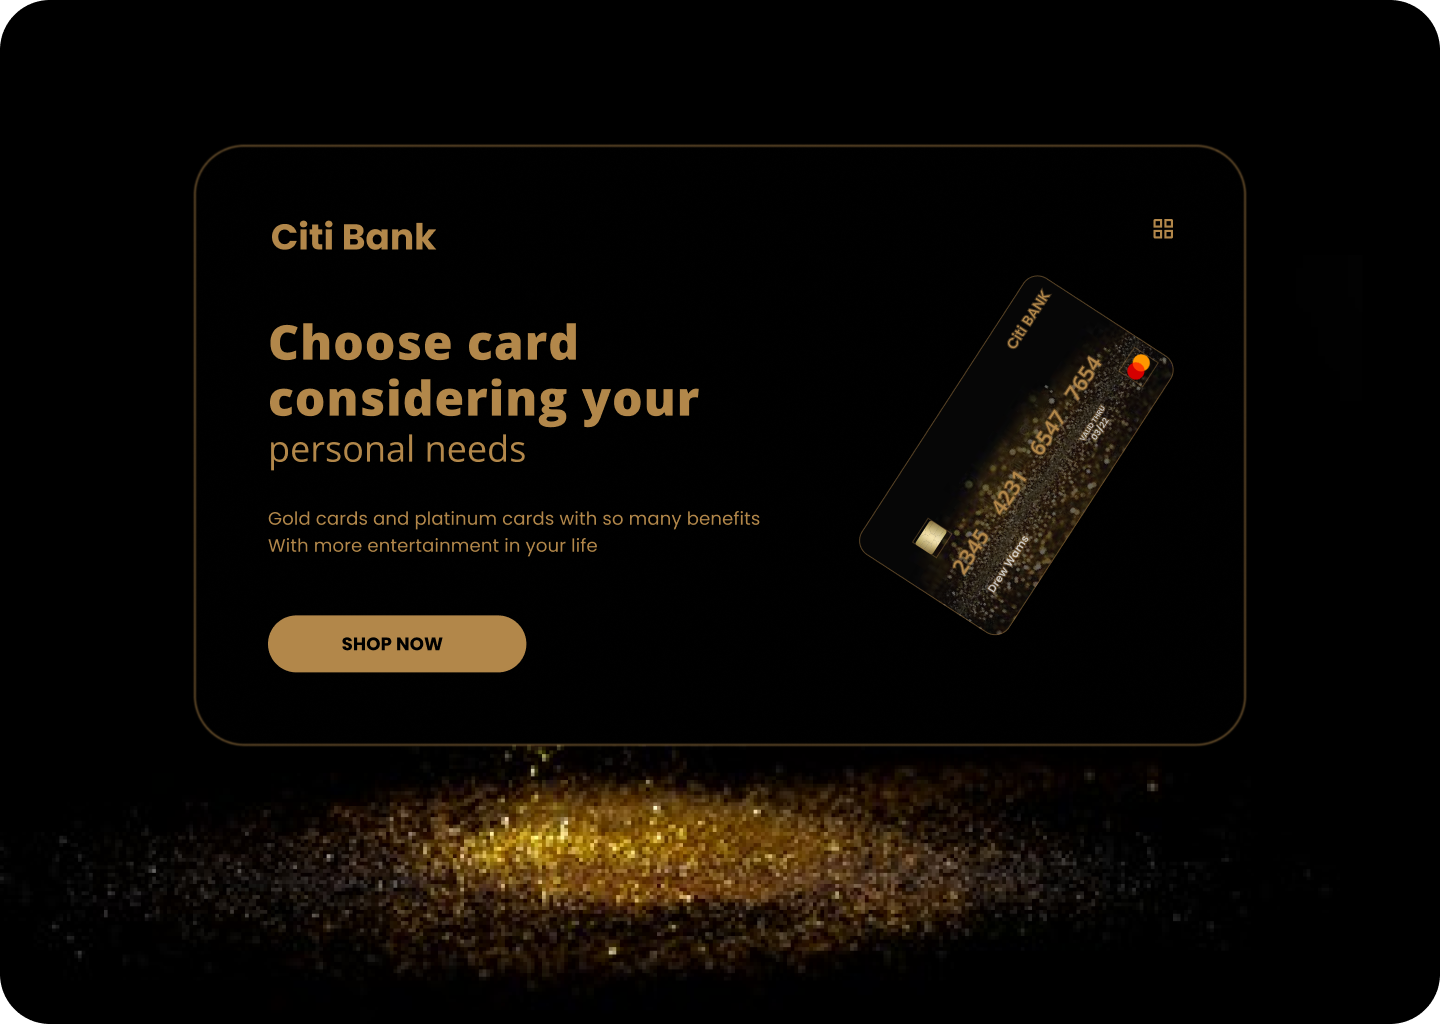 Citi Bank
Choose card
considering your
personal needs
Gold cards and platinum cards with so many benefits
With more entertainment in your life
SHOP NOW
Citi BANK
2345 4231 6547 7654
VALID THRU
03/22
Drew Warns